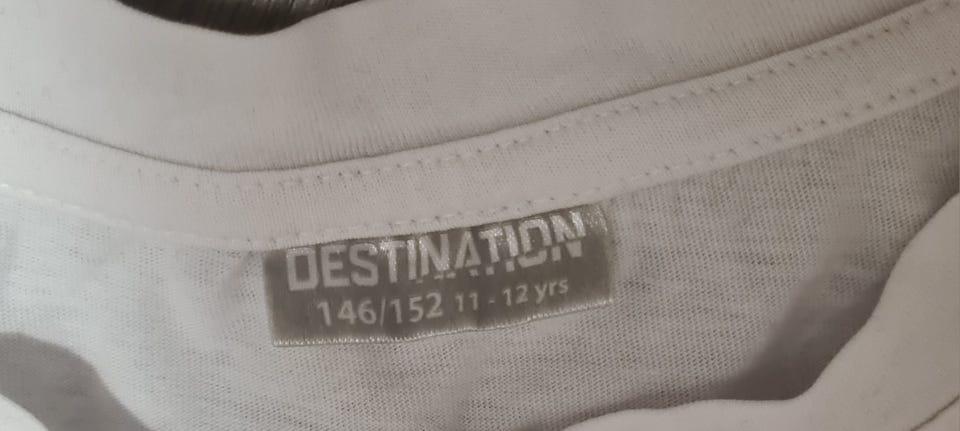 DESTINATION
146/152 11 - 12 yrs